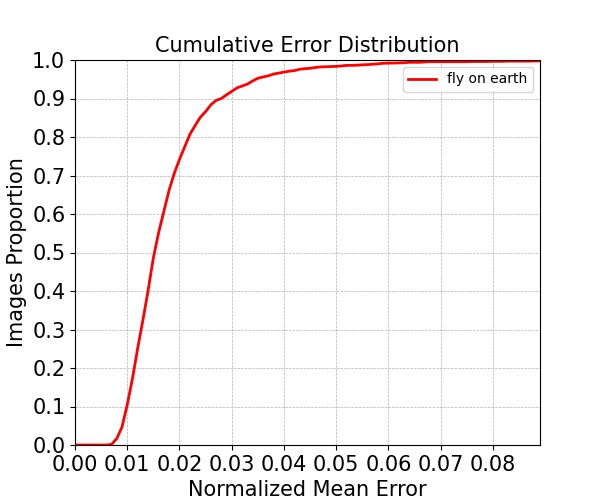 Cumulative Error Distribution
fly on earth
Images Proportion
1.0
0.9
0.8
0.7
0.6
0.5
0.4
0.3
0.2
0.1
0.0
0.00 0.01 0.02 0.03 0.04 0.05 0.06 0.07 0.08
Normalized Mean Error